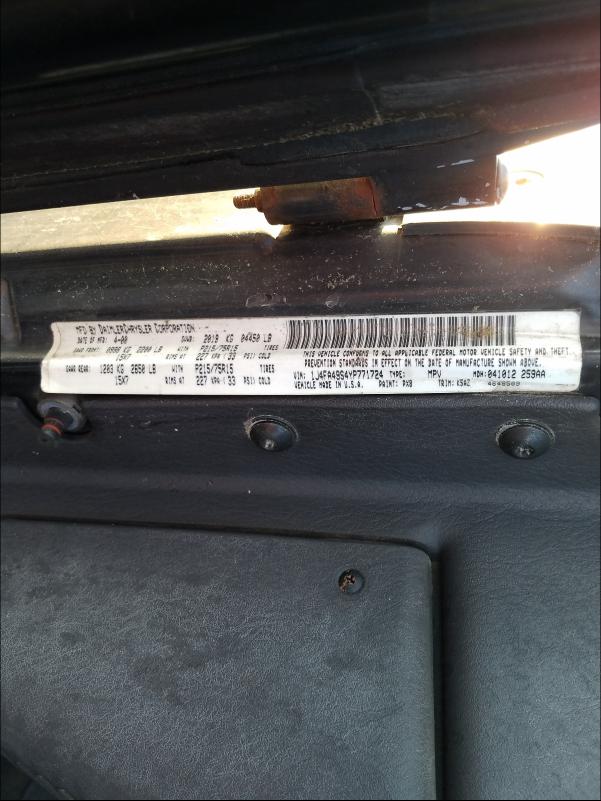 MFD BY DAIMLERCHRYSLER CORPORATION
DATE OF MFD: 4-00 GVWR: 2019 KG 04450 LB
GAWR FRONT: 0998 KG 2200 LB WITH P215/75R15 TIRES
15X7 RIMS AT 227 KPA( 33 PSI) COLD
GAWR REAR: 1203 KG 2650 LB WITH P215/75R15 TIRES
15X7 RIMS AT 227 KPA( 33 PSI) COLD
THIS VEHICLE CONFORMS TO ALL APPLICABLE FEDERAL MOTOR VEHICLE SAFETY AND THEFT
PREVENTION STANDARDS IN EFFECT ON THE DATE OF MANUFACTURE SHOWN ABOVE.
VIN: 1J4FA49S4YP771724 TYPE: MPV MDH: 041012 259AA
VEHICLE MADE IN U.S.A. PAINT: PX8 TRIM: K5AZ 4648509